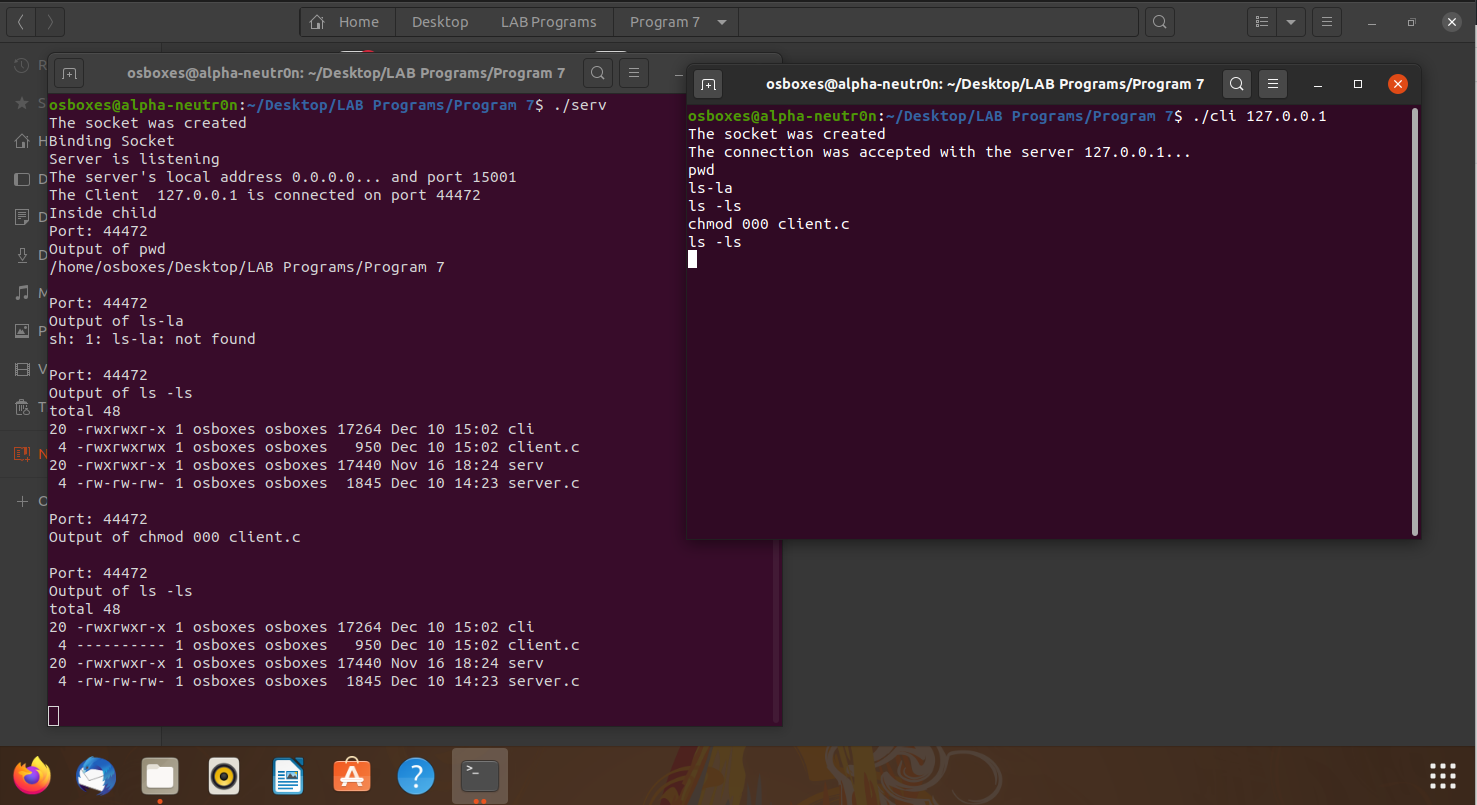 Home Desktop LAB Programs Program 7
osboxes@alpha-neutr0n: ~/Desktop/LAB Programs/Program 7
osboxes@alpha-neutr0n:~/Desktop/LAB Programs/Program 7$ ./serv
The socket was created
Binding Socket
Server is listening
The server's local address 0.0.0.0... and port 15001
The Client  127.0.0.1 is connected on port 44472
Inside child
Port: 44472
Output of pwd
/home/osboxes/Desktop/LAB Programs/Program 7
Port: 44472
Output of ls-la
sh: 1: ls-la: not found
Port: 44472
Output of ls -ls
total 48
20 -rwxrwxr-x 1 osboxes osboxes 17264 Dec 10 15:02 cli
 4 -rwxrwxrwx 1 osboxes osboxes   950 Dec 10 15:02 client.c
20 -rwxrwxr-x 1 osboxes osboxes 17440 Nov 16 18:24 serv
 4 -rw-rw-rw- 1 osboxes osboxes  1845 Dec 10 14:23 server.c
Port: 44472
Output of chmod 000 client.c
Port: 44472
Output of ls -ls
total 48
20 -rwxrwxr-x 1 osboxes osboxes 17264 Dec 10 15:02 cli
 4 ---------- 1 osboxes osboxes   950 Dec 10 15:02 client.c
20 -rwxrwxr-x 1 osboxes osboxes 17440 Nov 16 18:24 serv
 4 -rw-rw-rw- 1 osboxes osboxes  1845 Dec 10 14:23 server.c
osboxes@alpha-neutr0n: ~/Desktop/LAB Programs/Program 7
osboxes@alpha-neutr0n:~/Desktop/LAB Programs/Program 7$ ./cli 127.0.0.1
The socket was created
The connection was accepted with the server 127.0.0.1...
pwd
ls-la
ls -ls
chmod 000 client.c
ls -ls